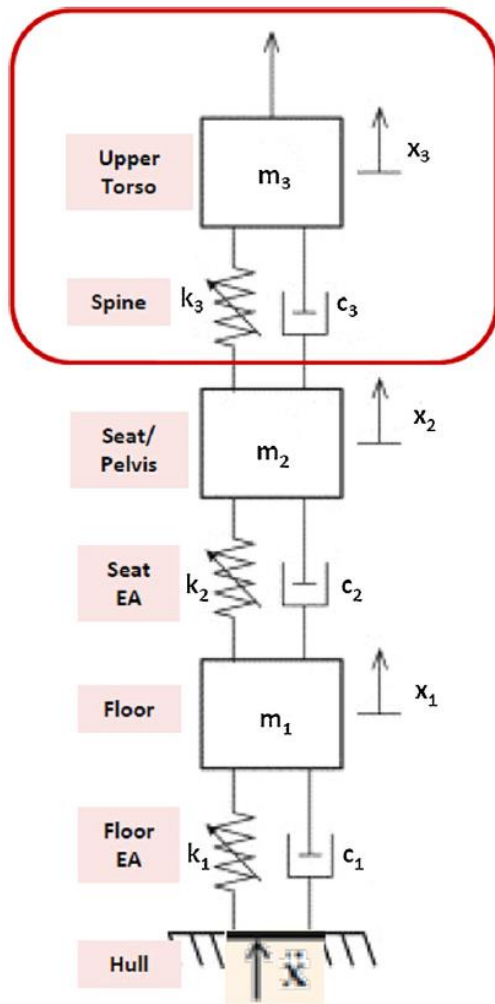 Upper
Torso
m₃
x₃
Spine
k₃
c₃
Seat/
Pelvis
m₂
x₂
Seat
EA
k₂
c₂
Floor
m₁
x₁
Floor
EA
k₁
c₁
Hull
ẍ